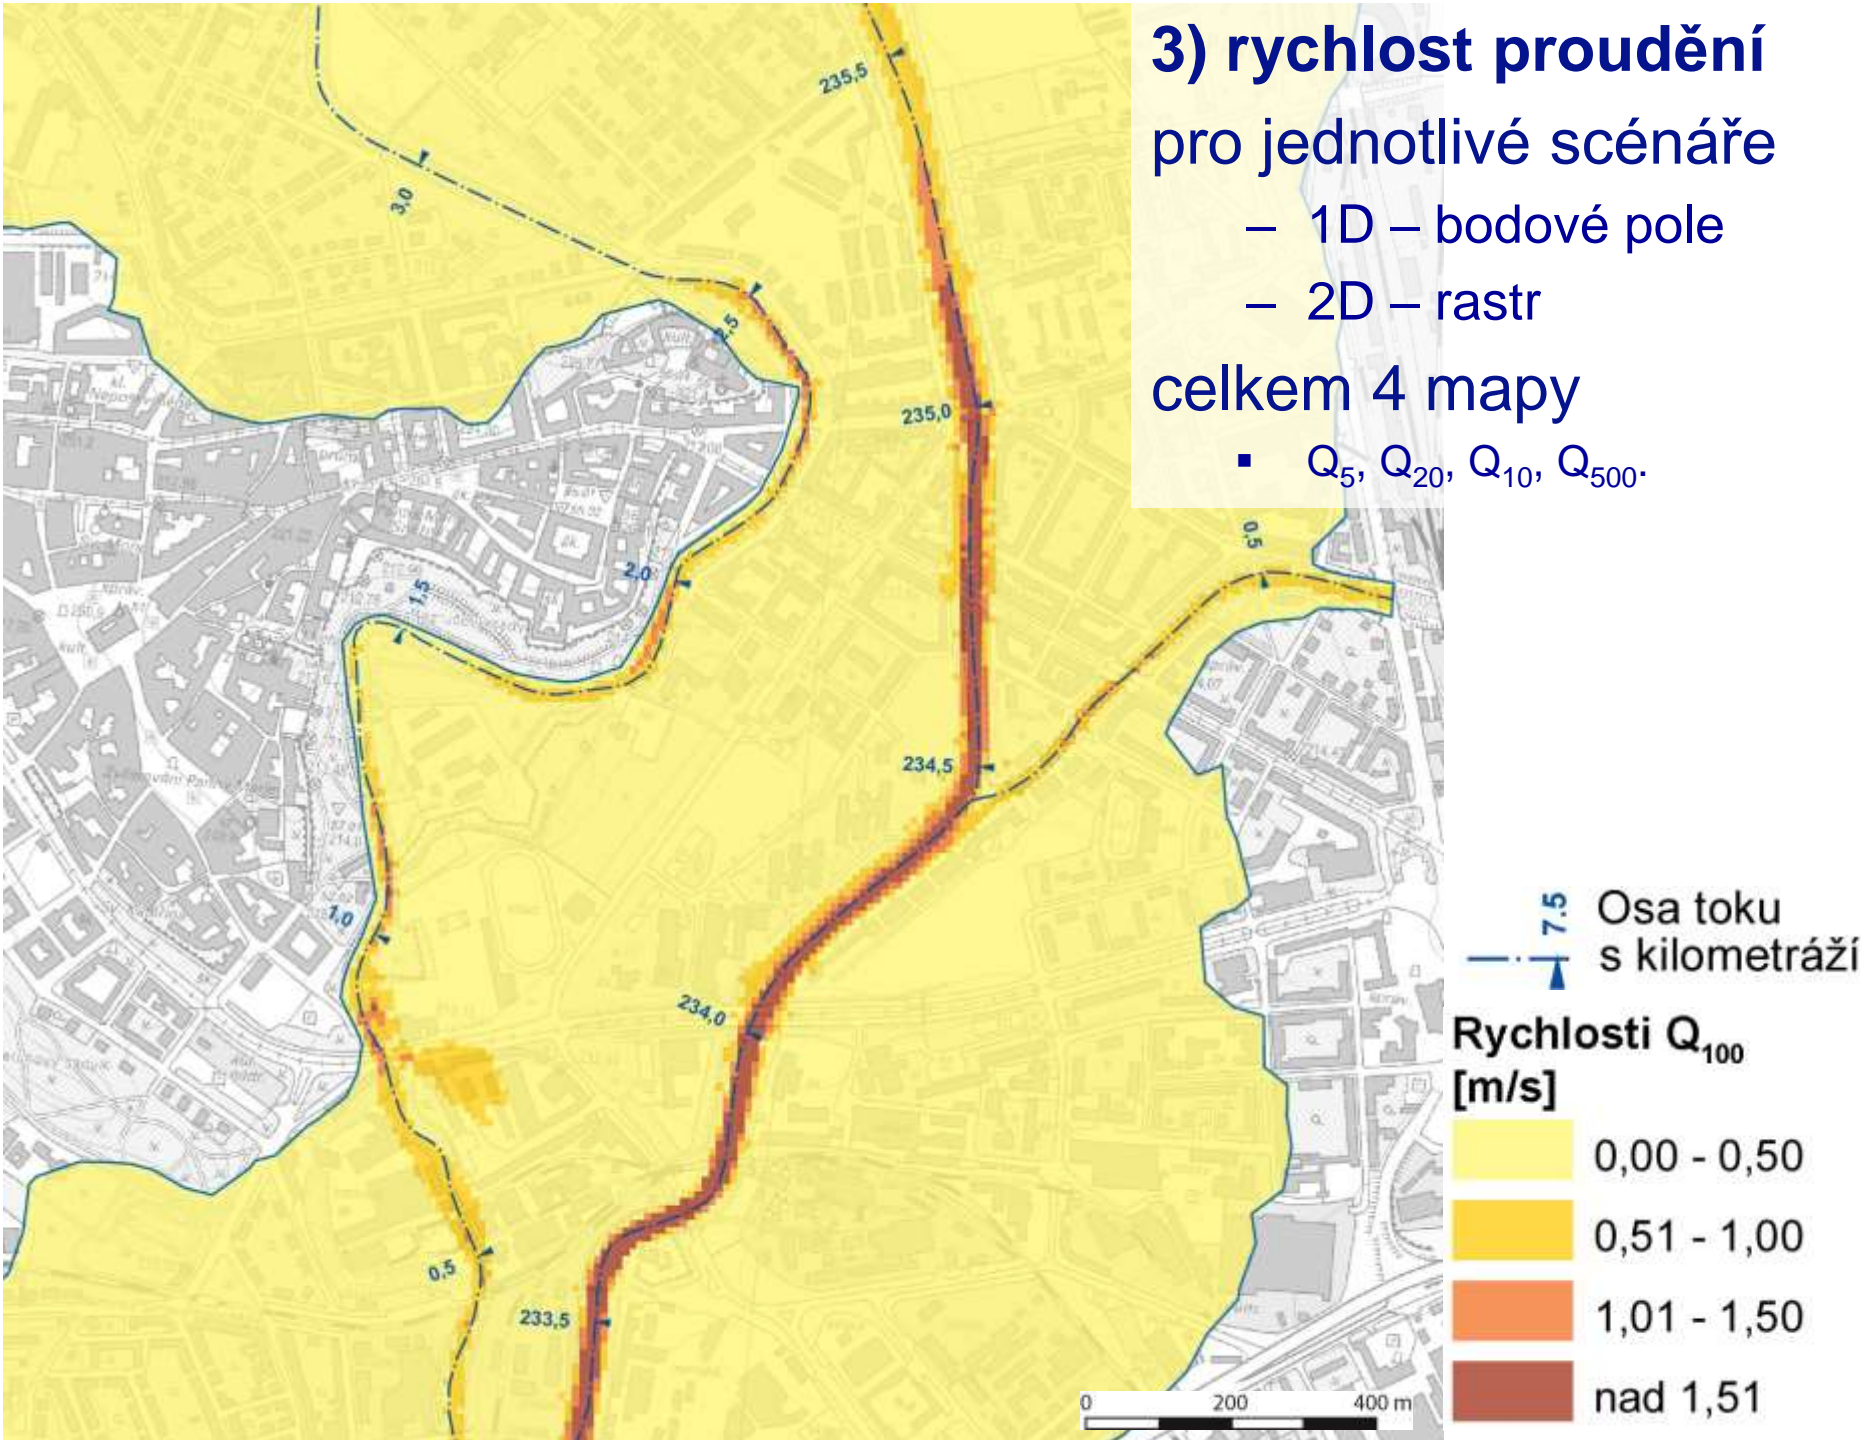 3) rychlost proudění
pro jednotlivé scénáře
– 1D – bodové pole
– 2D – rastr
celkem 4 mapy
▪ Q5, Q20, Q10, Q500.
235,5
3,0
2,5
235,0
0,5
2,0
1,5
234,5
1,0
234,0
0,5
233,5
7.5 Osa toku
s kilometráží
Rychlosti Q100
[m/s]
0,00 - 0,50
0,51 - 1,00
1,01 - 1,50
nad 1,51
0 200 400 m